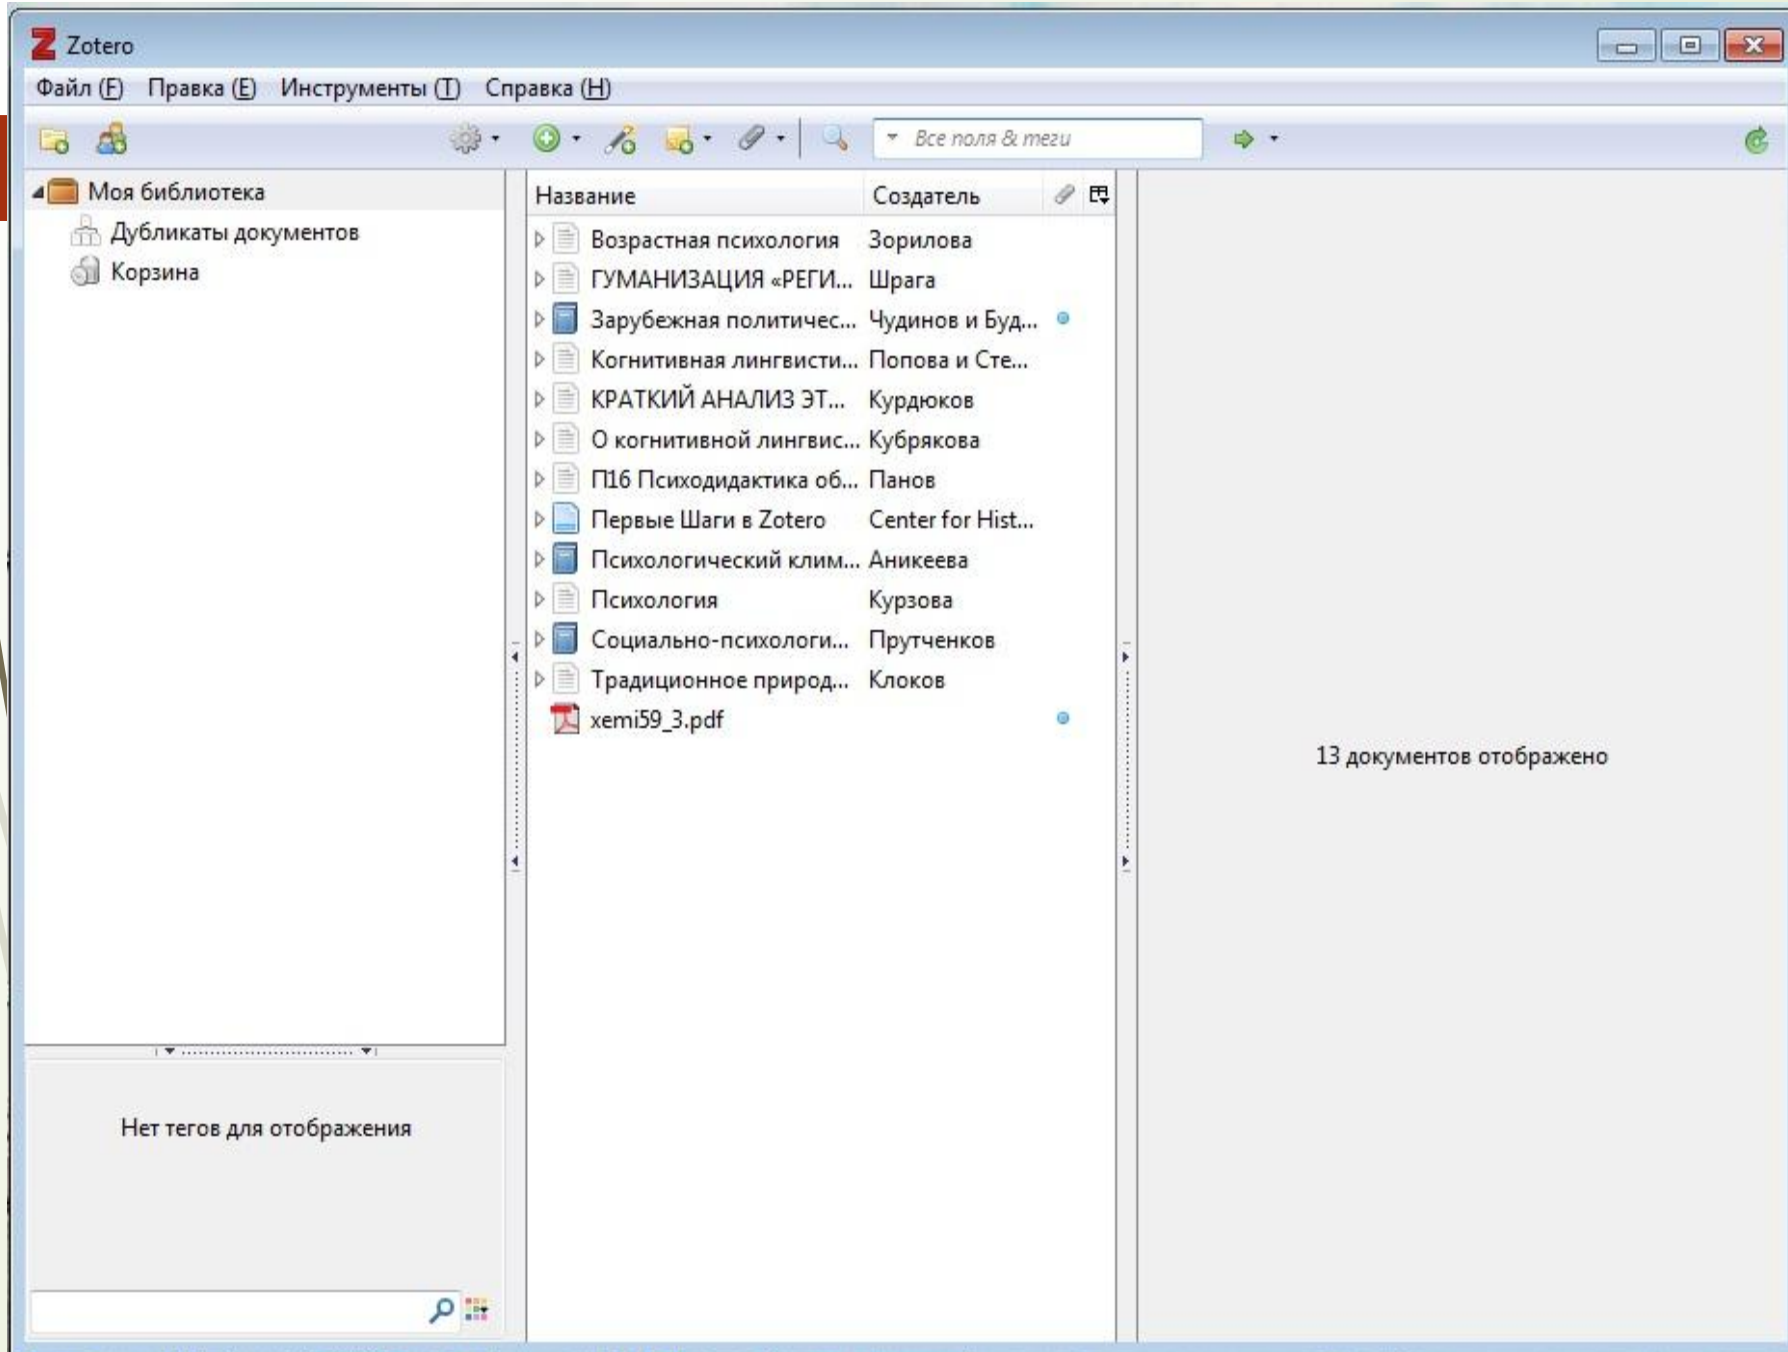 Zotero
Файл (F) Правка (E) Инструменты (T) Справка (H)
Все поля & теги
Моя библиотека
Дубликаты документов
Корзина
Название Создатель
Возрастная психология Зорилова
ГУМАНИЗАЦИЯ «РЕГИ... Шрага
Зарубежная политичес... Чудинов и Буд...
Когнитивная лингвисти... Попова и Сте...
КРАТКИЙ АНАЛИЗ ЭТ... Курдюков
О когнитивной лингвис... Кубрякова
П16 Психодидактика об... Панов
Первые Шаги в Zotero Center for Hist...
Психологический клим... Аникеева
Психология Курзова
Социально-психологи... Прутченков
Традиционное природ... Клоков
xemi59_3.pdf
13 документов отображено
Нет тегов для отображения